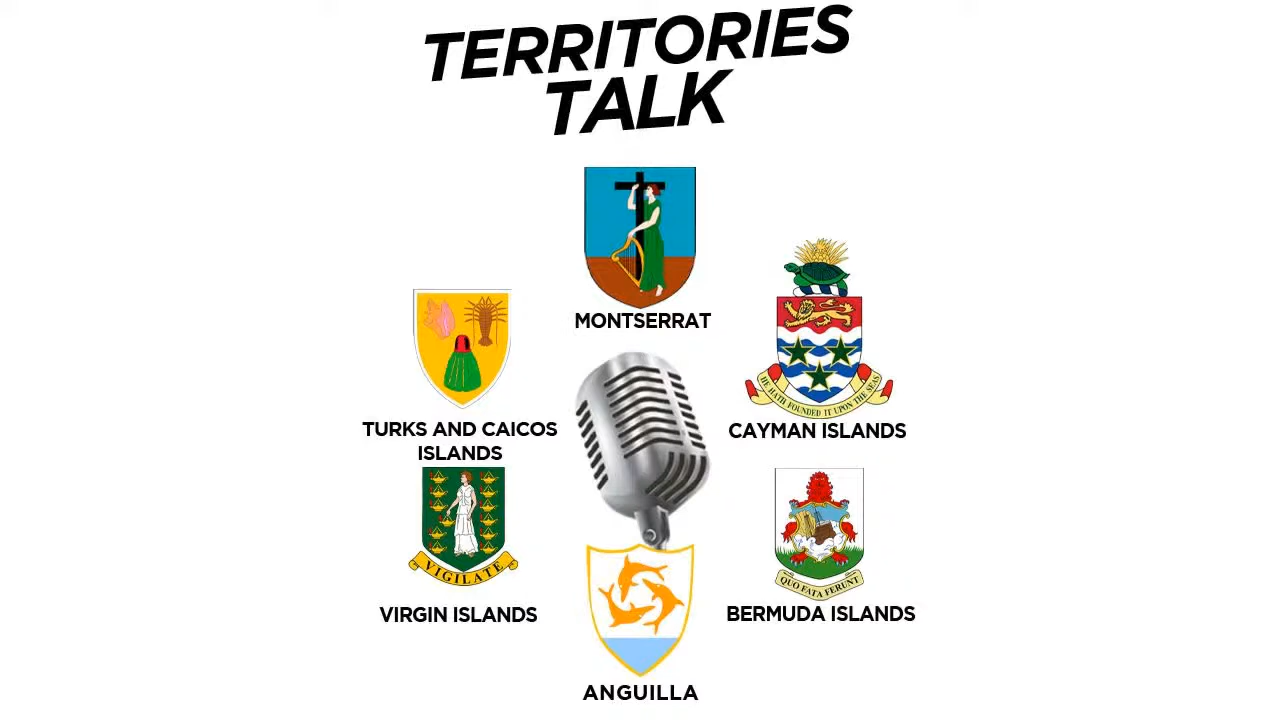 TERRITORIES
TALK
MONTSERRAT
HE HATH FOUNDED IT UPON THE SEAS
CAYMAN ISLANDS
TURKS AND CAICOS
ISLANDS
VIGILATE
VIRGIN ISLANDS
QUO FATA FERUNT
BERMUDA ISLANDS
ANGUILLA